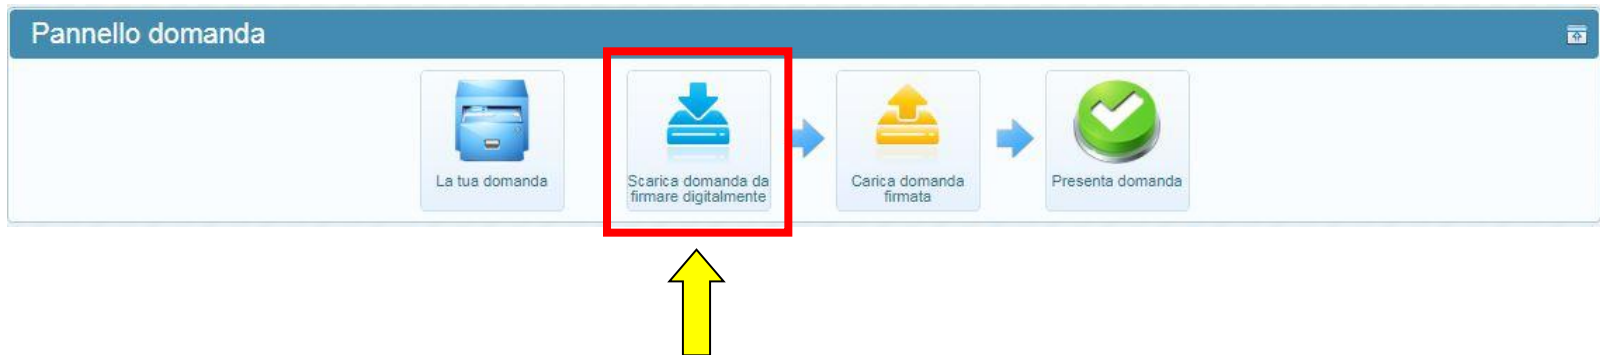 Pannello domanda
La tua domanda
Scarica domanda da
firmare digitalmente
Carica domanda
firmata
Presenta domanda